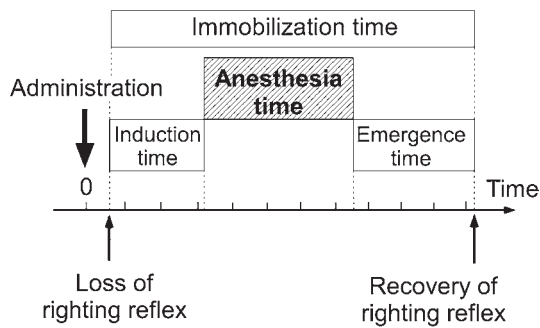 Immobilization time
Administration
Anesthesia
time
Induction
time
Emergence
time
0
Time
Loss of
righting reflex
Recovery of
righting reflex